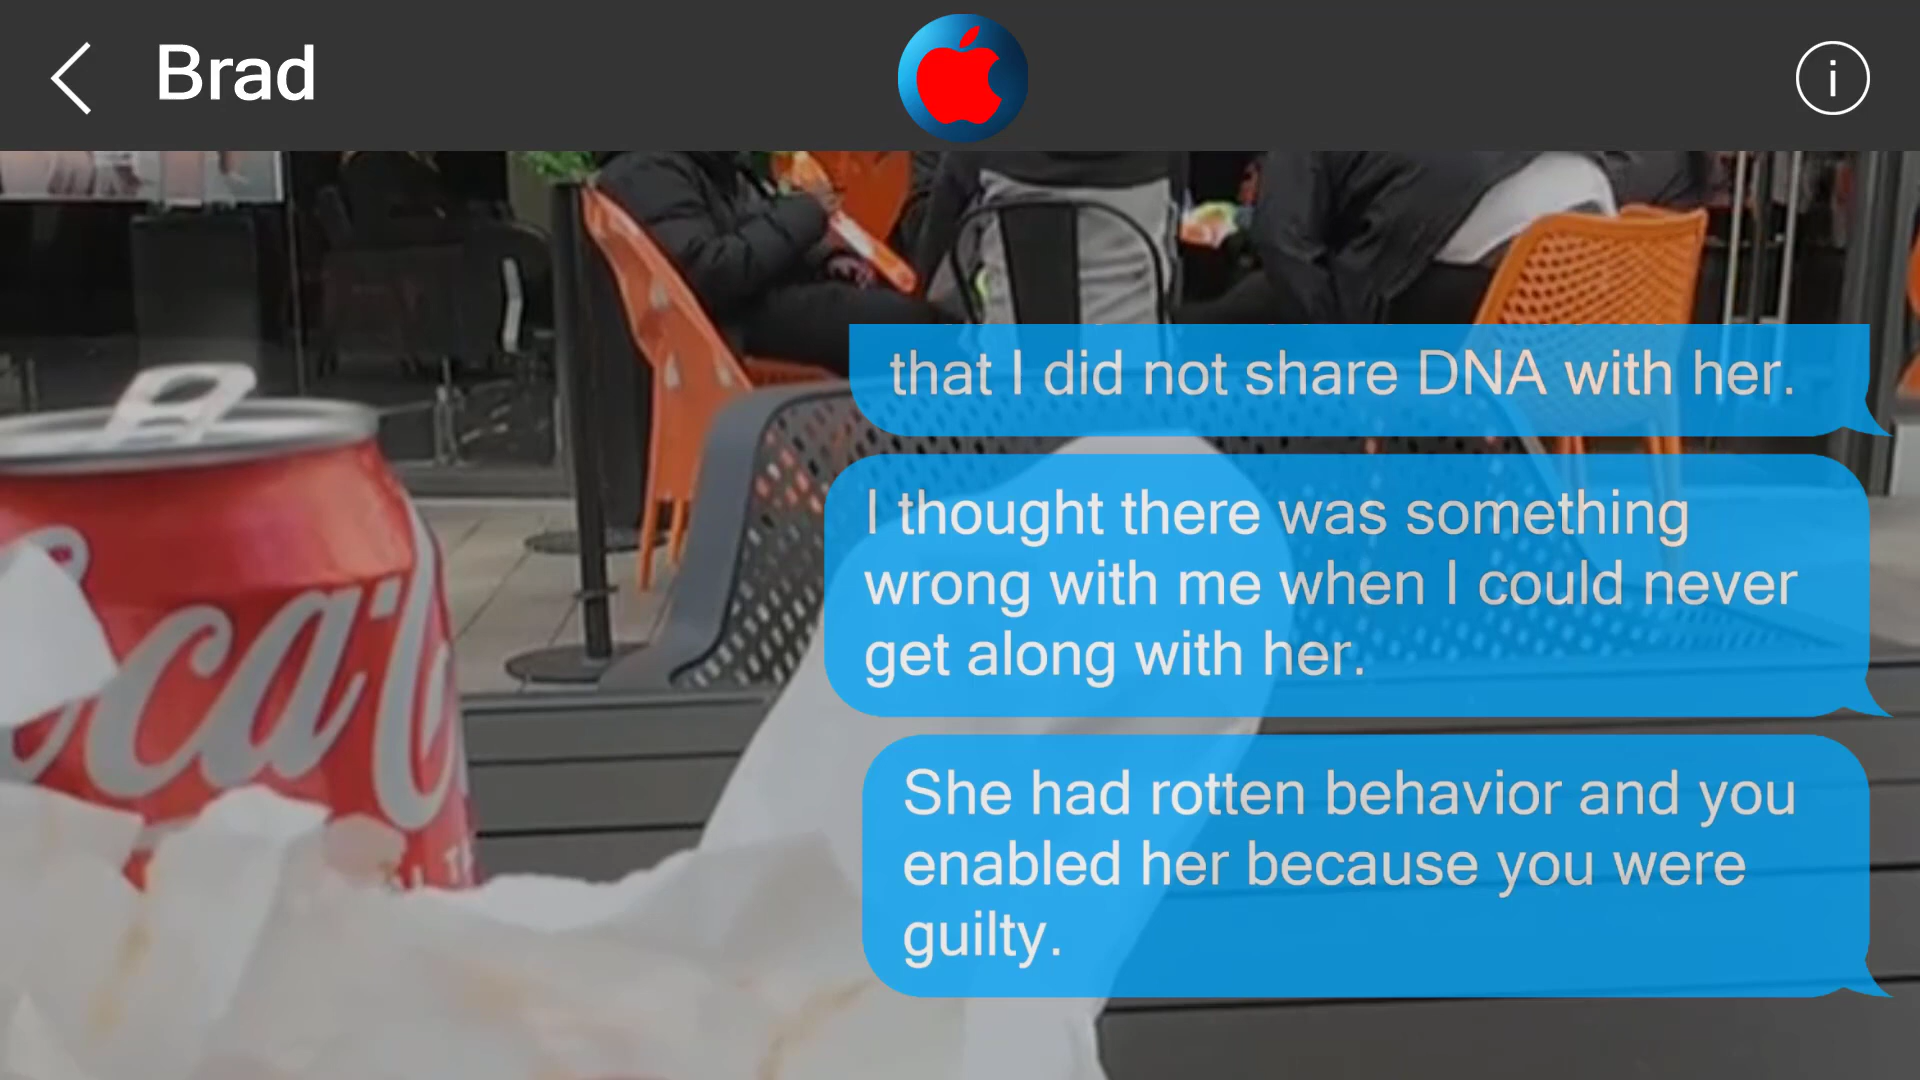 Brad
i
that I did not share DNA with her.
I thought there was something
wrong with me when I could never
get along with her.
She had rotten behavior and you
enabled her because you were
guilty.